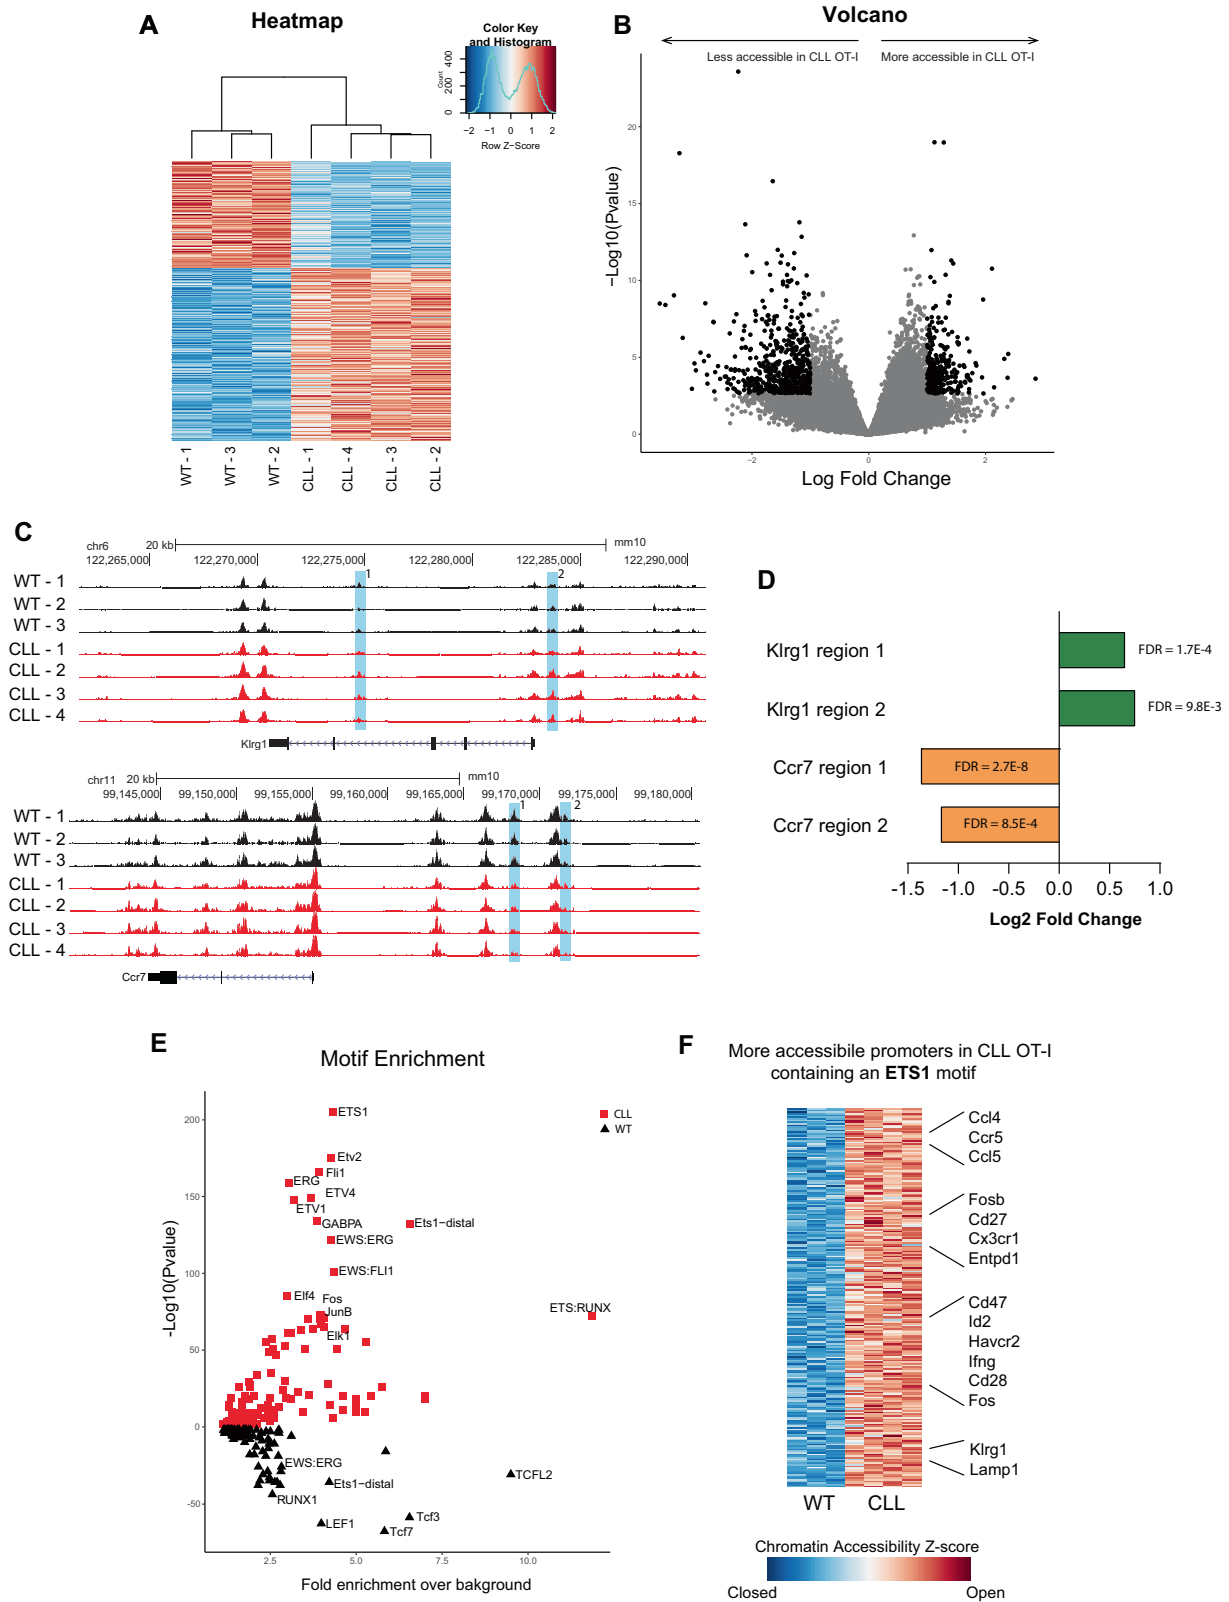 A
Heatmap
Color Key
and Histogram
Count
0 200 400
−2 −1 0 1 2
Row Z−Score
WT - 1
WT - 3
WT - 2
CLL - 1
CLL - 4
CLL - 3
CLL - 2
B
Volcano
Less accessible in CLL OT-I
More accessible in CLL OT-I
−Log10(Pvalue)
20
15
10
5
0
−2 0 2
Log Fold Change
C
chr6 20 kb mm10
122,265,000 122,270,000 122,275,000 122,280,000 122,285,000 122,290,000
1 2
WT - 1
WT - 2
WT - 3
CLL - 1
CLL - 2
CLL - 3
CLL - 4
Klrg1
chr11 20 kb mm10
99,145,000 99,150,000 99,155,000 99,160,000 99,165,000 99,170,000 99,175,000 99,180,000
1 2
WT - 1
WT - 2
WT - 3
CLL - 1
CLL - 2
CLL - 3
CLL - 4
Ccr7
D
Klrg1 region 1 FDR = 1.7E-4
Klrg1 region 2 FDR = 9.8E-3
Ccr7 region 1 FDR = 2.7E-8
Ccr7 region 2 FDR = 8.5E-4
-1.5 -1.0 -0.5 0.0 0.5 1.0
Log2 Fold Change
E
Motif Enrichment
-Log10(Pvalue)
200
150
100
50
0
-50
CLL
WT
ETS1
Etv2
Fli1
ERG
ETV4
ETV1
GABPA
Ets1−distal
EWS:ERG
EWS:FLI1
Elf4
Fos
JunB
Elk1
ETS:RUNX
EWS:ERG
Ets1−distal
TCFL2
RUNX1
LEF1
Tcf3
Tcf7
2.5 5.0 7.5 10.0
Fold enrichment over bakground
F
More accessibile promoters in CLL OT-I
containing an ETS1 motif
Ccl4
Ccr5
Ccl5
Fosb
Cd27
Cx3cr1
Entpd1
Cd47
Id2
Havcr2
Ifng
Cd28
Fos
Klrg1
Lamp1
WT CLL
Chromatin Accessibility Z-score
Closed Open